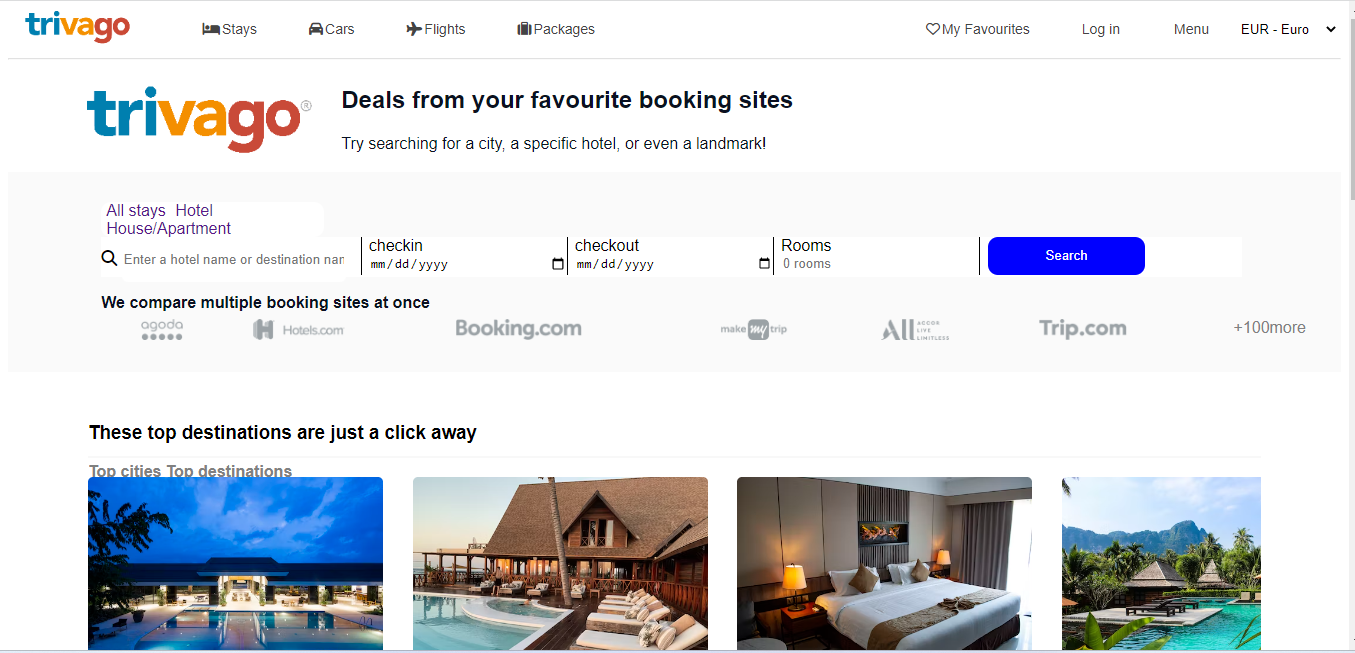 trivago Stays Cars Flights Packages My Favourites Log in Menu EUR - Euro
trivago®
Deals from your favourite booking sites
Try searching for a city, a specific hotel, or even a landmark!
All stays Hotel
House/Apartment
Enter a hotel name or destination nan
checkin
mm/dd/yyyy
checkout
mm/dd/yyyy
Rooms
0 rooms
Search
We compare multiple booking sites at once
agoda Hotels.com Booking.com make my trip ALL ACCOR LIVE LIMITLESS Trip.com +100more
These top destinations are just a click away
Top cities Top destinations